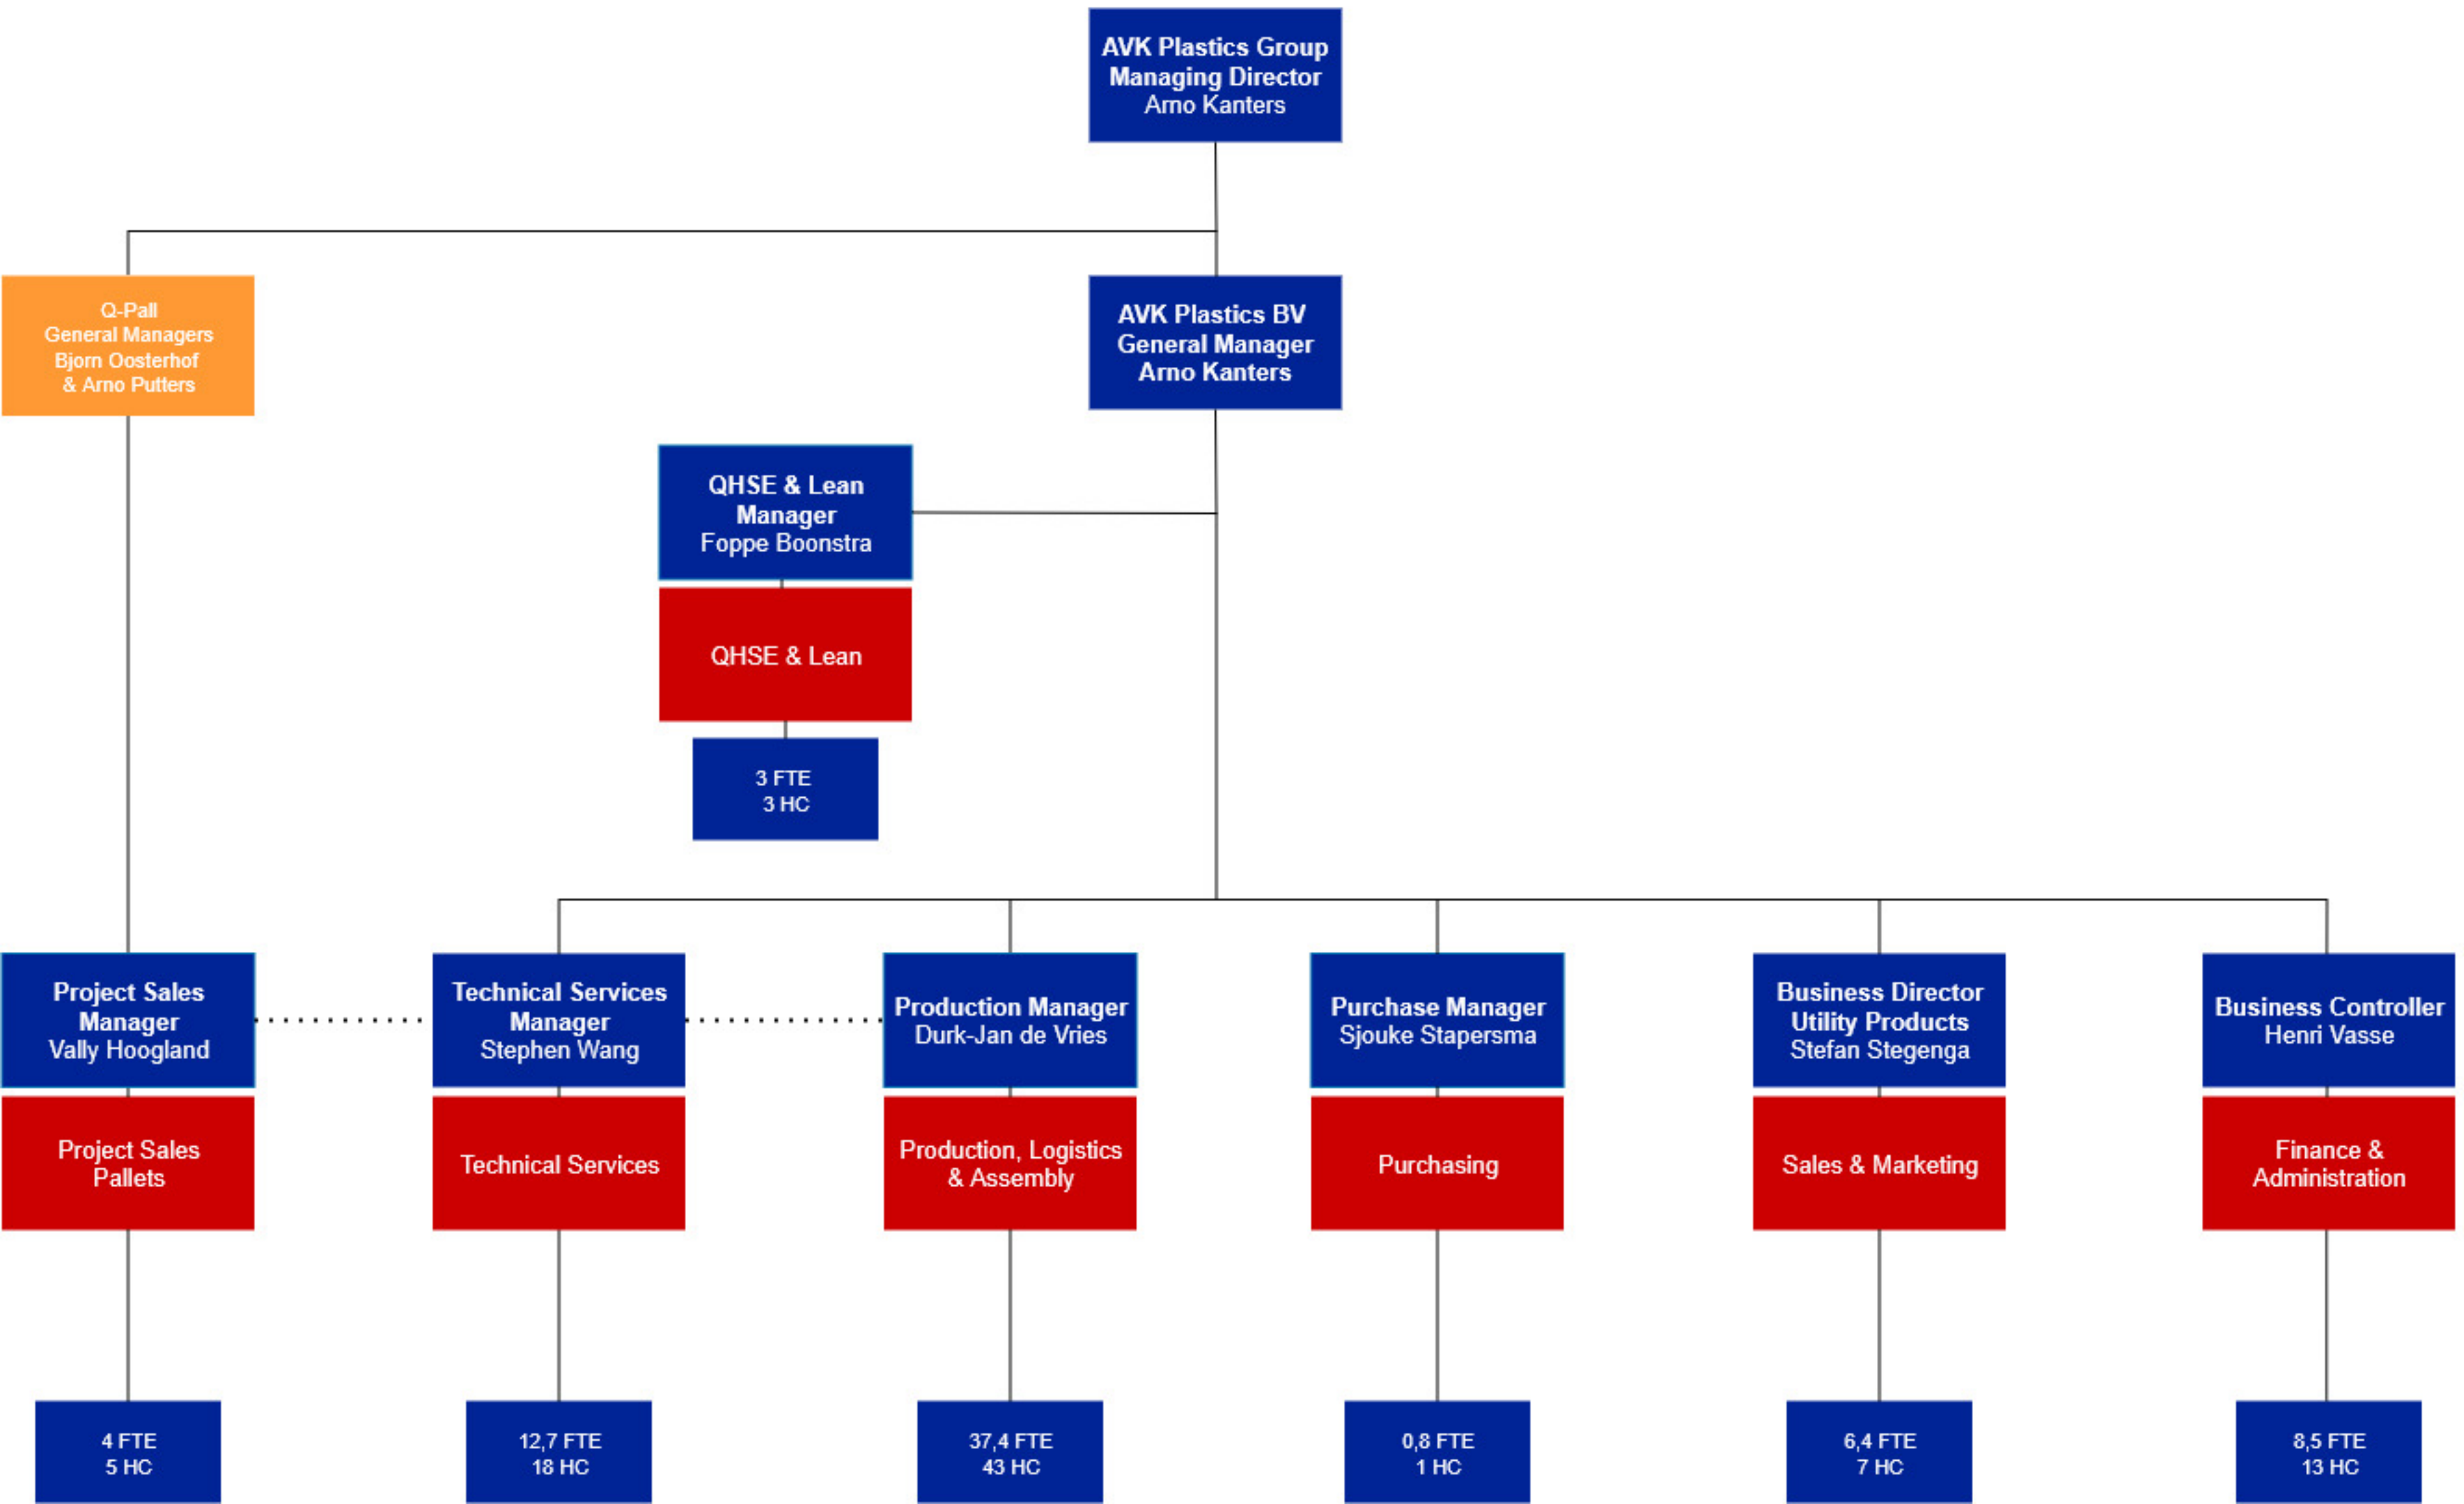 AVK Plastics Group
Managing Director
Arno Kanters
Q-Pall
General Managers
Bjorn Oosterhof
& Arno Putters
AVK Plastics BV
General Manager
Arno Kanters
QHSE & Lean
Manager
Foppe Boonstra
QHSE & Lean
3 FTE
3 HC
Project Sales
Manager
Vally Hoogland
Technical Services
Manager
Stephen Wang
Production Manager
Durk-Jan de Vries
Purchase Manager
Sjouke Stapersma
Business Director
Utility Products
Stefan Stegenga
Business Controller
Henri Vasse
Project Sales
Pallets
Technical Services
Production, Logistics
& Assembly
Purchasing
Sales & Marketing
Finance &
Administration
4 FTE
5 HC
12,7 FTE
18 HC
37,4 FTE
43 HC
0,8 FTE
1 HC
6,4 FTE
7 HC
8,5 FTE
13 HC